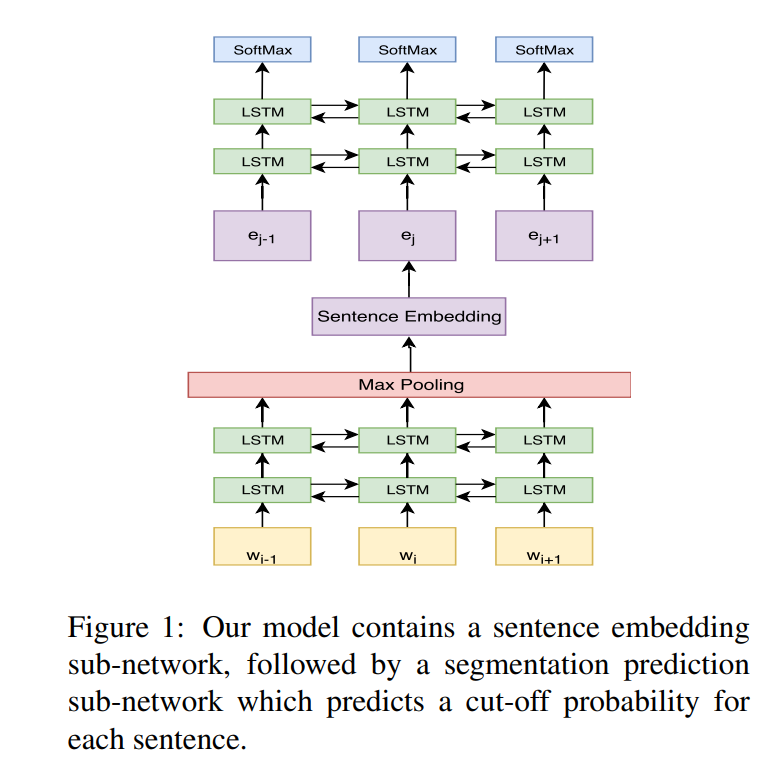 SoftMax SoftMax SoftMax
LSTM LSTM LSTM
LSTM LSTM LSTM
e_{j-1} e_j e_{j+1}
Sentence Embedding
Max Pooling
LSTM LSTM LSTM
LSTM LSTM LSTM
w_{i-1} w_i w_{i+1}
Figure 1: Our model contains a sentence embedding
sub-network, followed by a segmentation prediction
sub-network which predicts a cut-off probability for
each sentence.